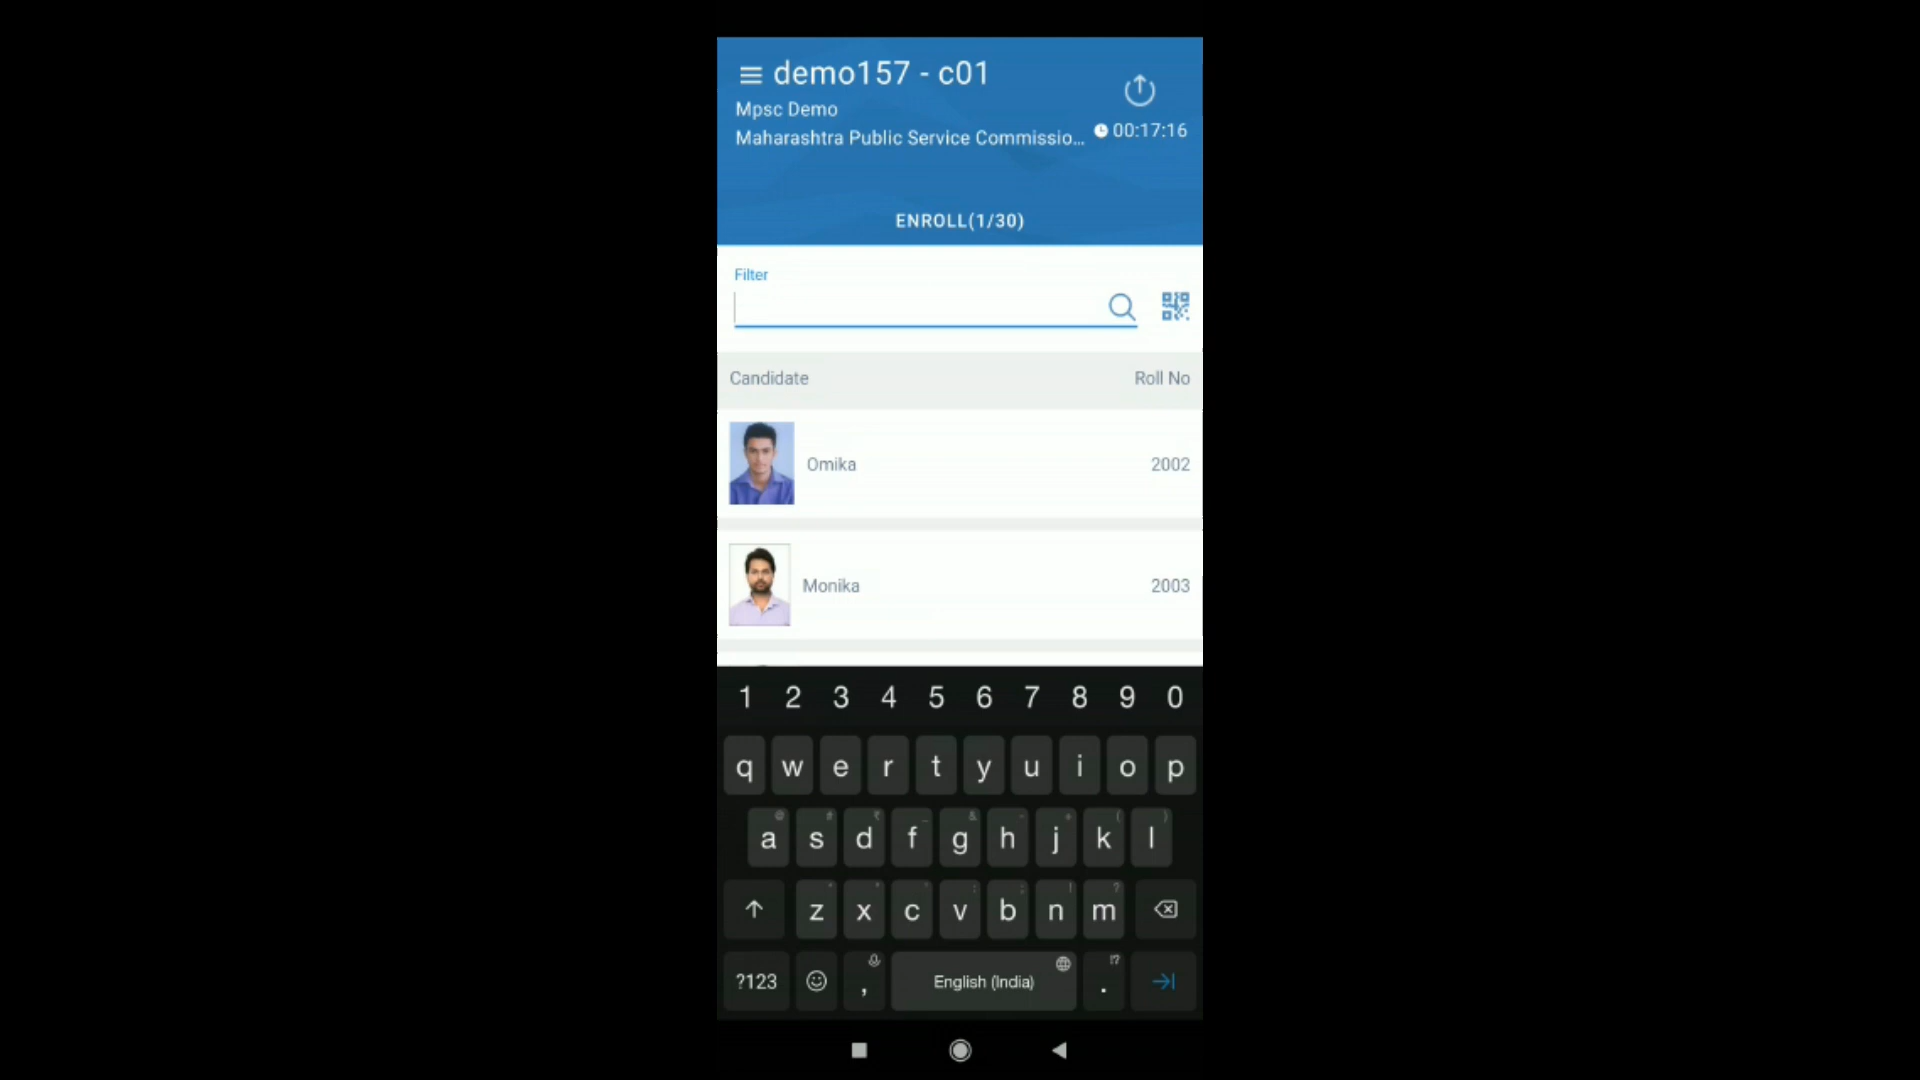 demo157 - c01
Mpsc Demo
Maharashtra Public Service Commissio...
00:17:16
ENROLL(1/30)
Filter
Candidate Roll No
Omika 2002
Monika 2003
1 2 3 4 5 6 7 8 9 0
q w e r t y u i o p
a s d f g h j k l
z x c v b n m
?123 , English (India) .